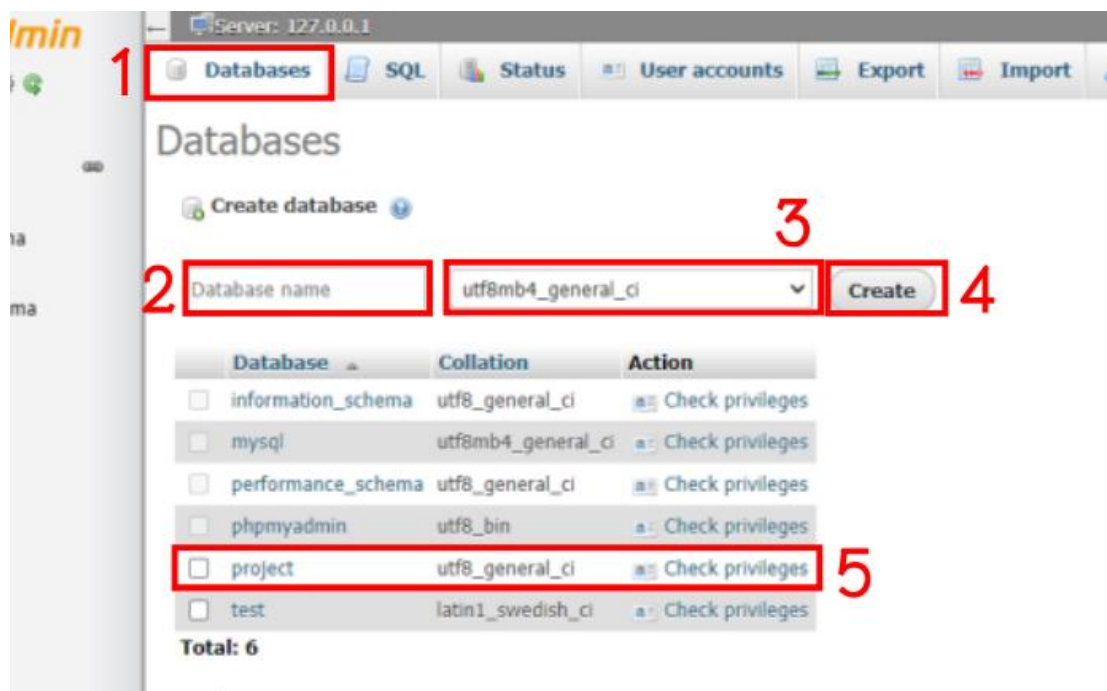 Server: 127.0.0.1
1 Databases SQL Status User accounts Export Import
Databases
Create database
3
2 Database name utf8mb4_general_ci Create 4
Database Collation Action
information_schema utf8_general_ci Check privileges
mysql utf8mb4_general_ci Check privileges
performance_schema utf8_general_ci Check privileges
phpmyadmin utf8_bin Check privileges
project utf8_general_ci Check privileges 5
test latin1_swedish_ci Check privileges
Total: 6